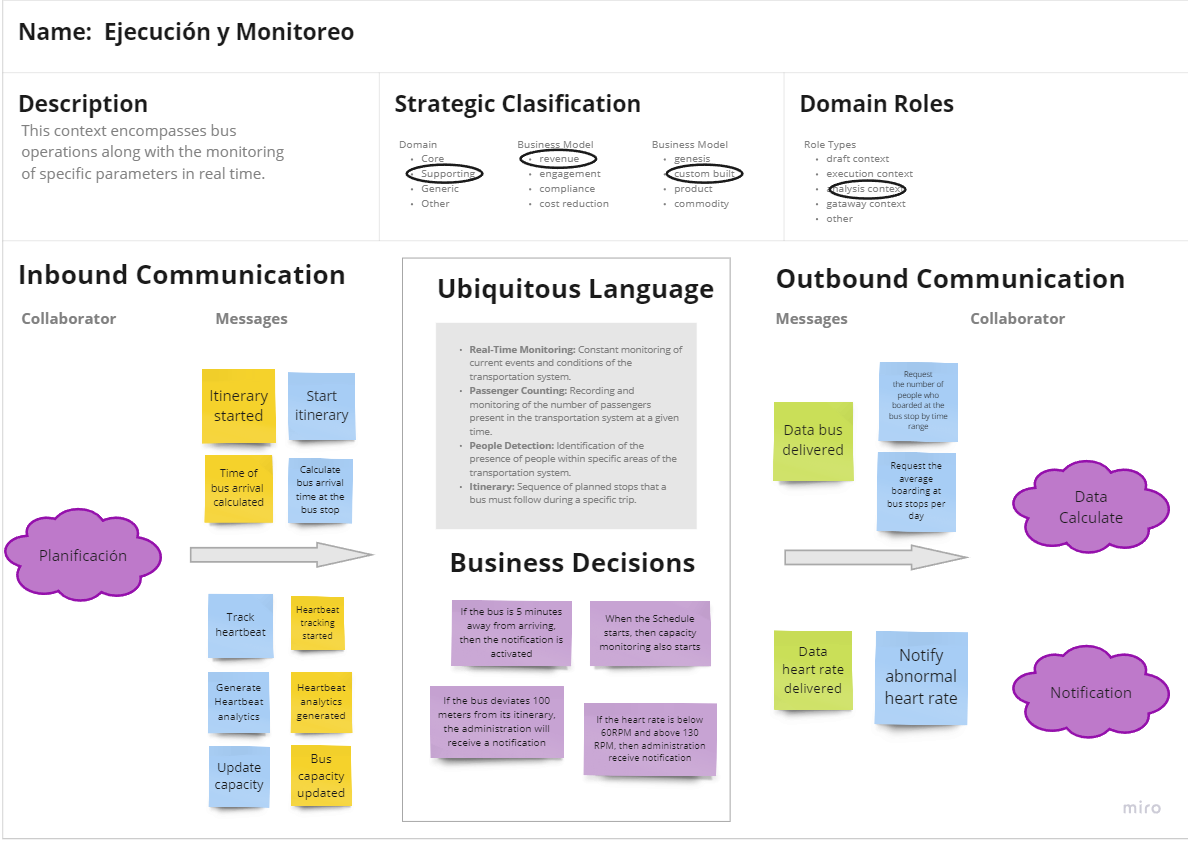 Name:  Ejecución y Monitoreo
Description
This context encompasses bus
operations along with the monitoring
of specific parameters in real time.
Strategic Clasification
Domain
• Core
• Supporting
• Generic
• Other
Business Model
• revenue
• engagement
• compliance
• cost reduction
Business Model
• genesis
• custom built
• product
• commodity
Domain Roles
Role Types
• draft context
• execution context
• analysis context
• gataway context
• other
Inbound Communication
Collaborator
Messages
Planificación
Itinerary
started
Start
itinerary
Time of
bus arrival
calculated
Calculate
bus arrival
time at the
bus stop
Track
heartbeat
Heartbeat
tracking
started
Generate
Heartbeat
analytics
Heartbeat
analytics
generated
Update
capacity
Bus
capacity
updated
Ubiquitous Language
• Real-Time Monitoring: Constant monitoring of
current events and conditions of the
transportation system.
• Passenger Counting: Recording and
monitoring of the number of passengers
present in the transportation system at a given
time.
• People Detection: Identification of the
presence of people within specific areas of the
transportation system.
• Itinerary: Sequence of planned stops that a
bus must follow during a specific trip.
Business Decisions
If the bus is 5 minutes
away from arriving,
then the notification is
activated
When the Schedule
starts, then capacity
monitoring also starts
If the bus deviates 100
meters from its itinerary,
the administration will
receive a notification
If the heart rate is below
60RPM and above 130
RPM, then administration
receive notification
Outbound Communication
Messages
Collaborator
Data bus
delivered
Request
the number of
people who
boarded at the
bus stop by time
range
Request the
average
boarding at
bus stops per
day
Data
Calculate
Data
heart rate
delivered
Notify
abnormal
heart rate
Notification
miro